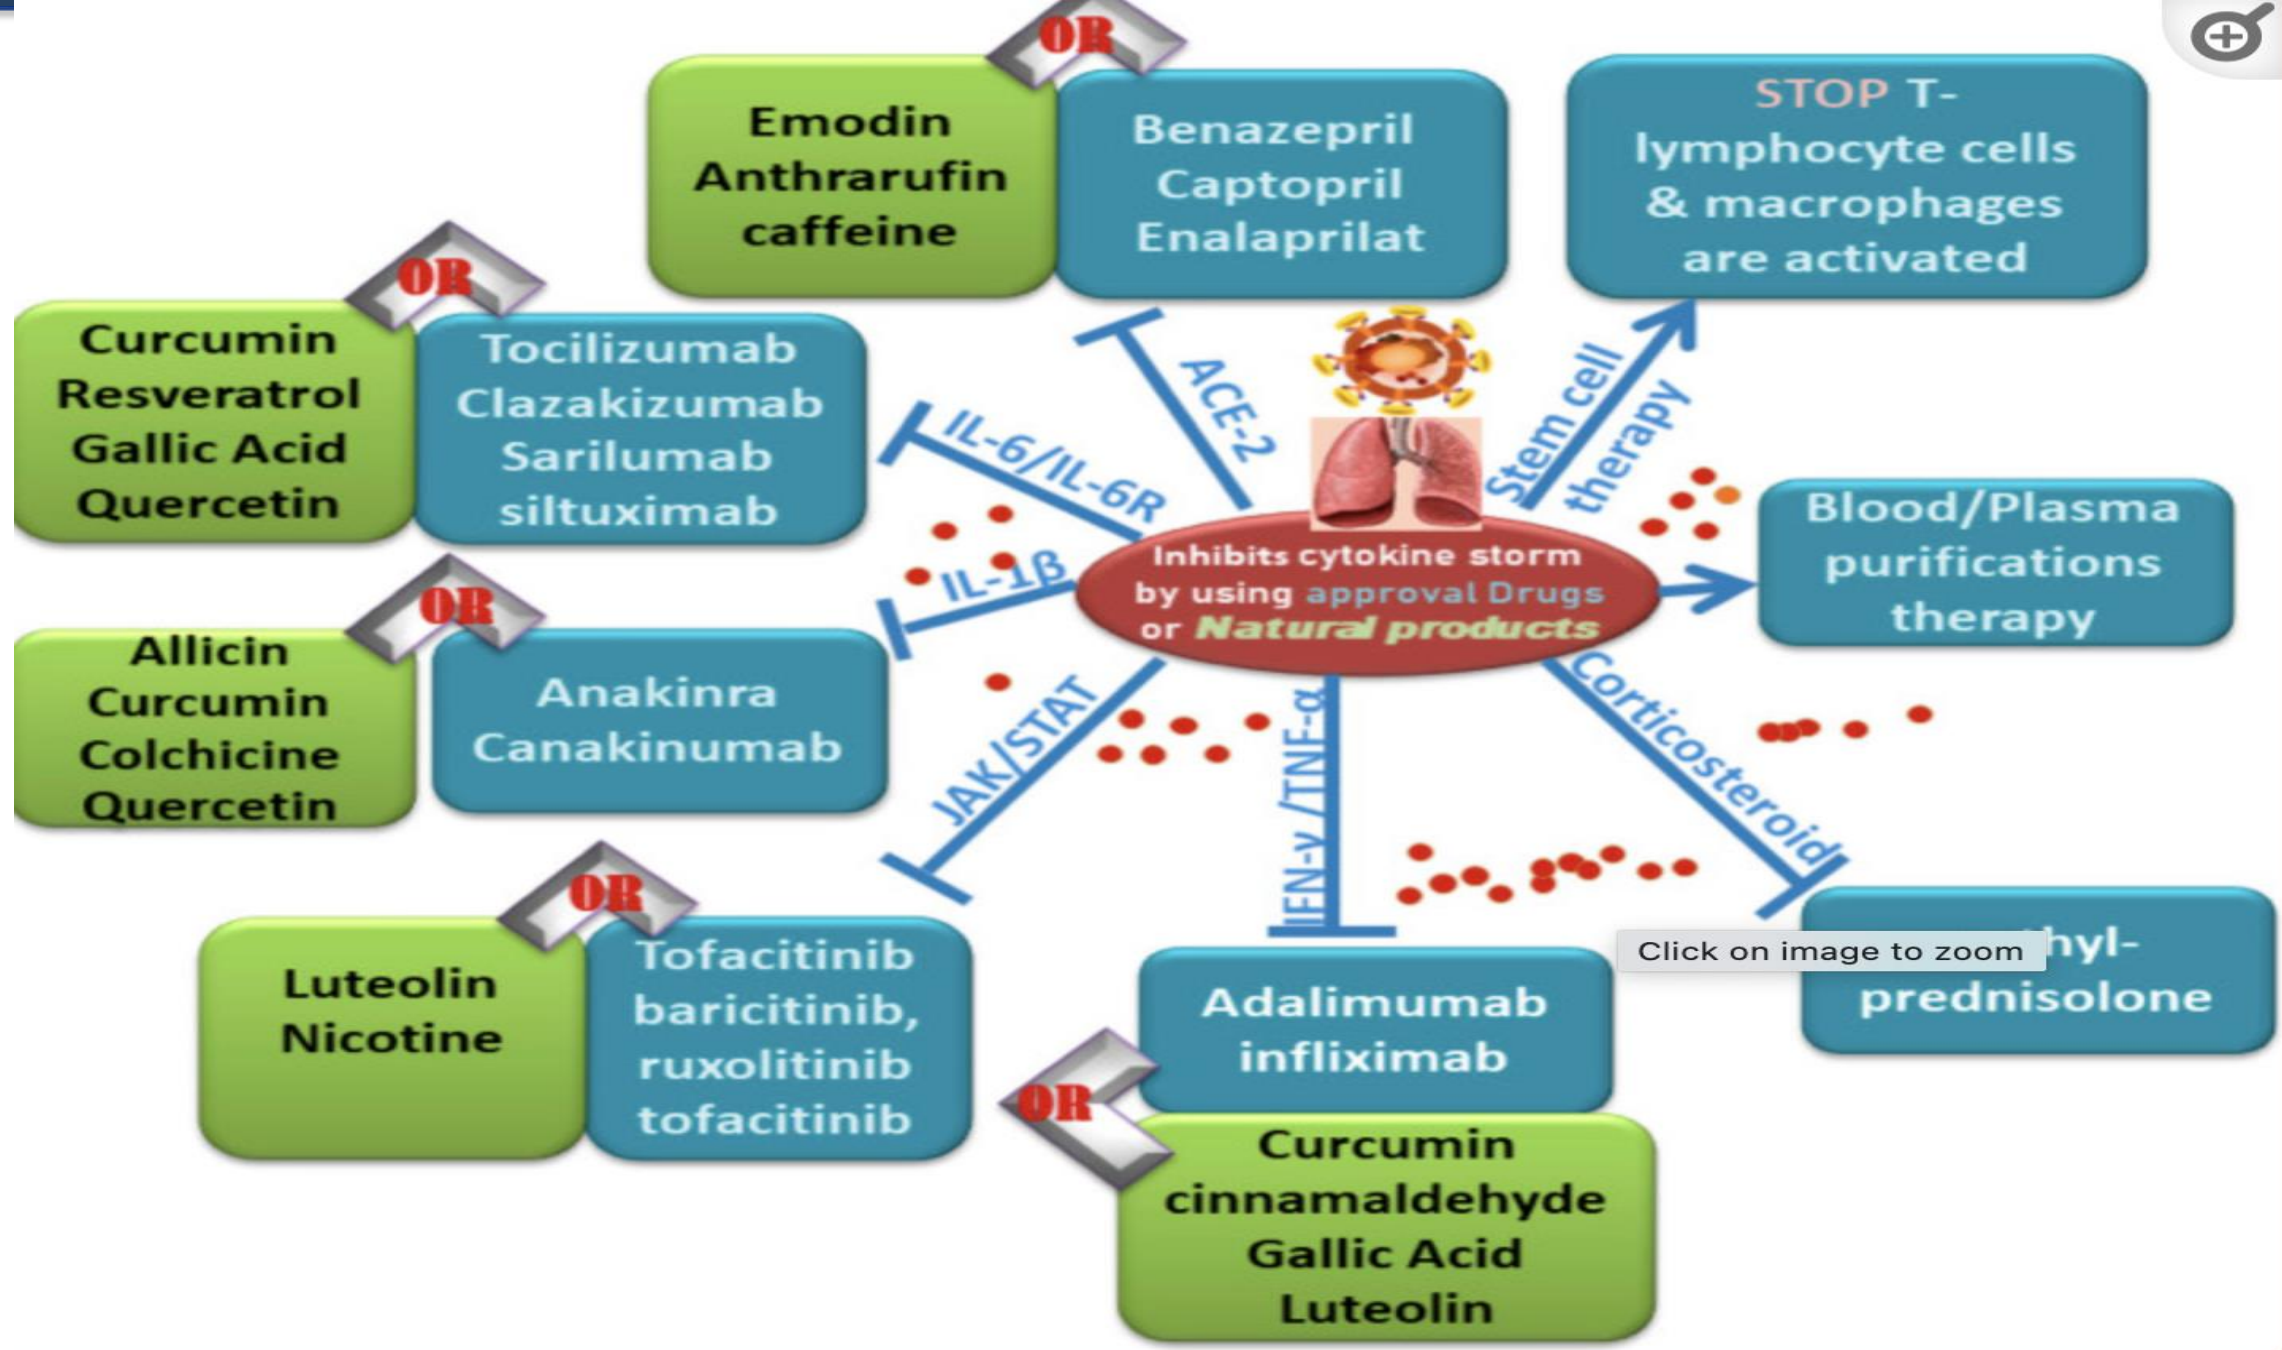 OR
Emodin
Anthrarufin
caffeine
Benazepril
Captopril
Enalaprilat
STOP T-
lymphocyte cells
& macrophages
are activated
OR
Curcumin
Resveratrol
Gallic Acid
Quercetin
Tocilizumab
Clazakizumab
Sarilumab
siltuximab
ACE-2
IL-6/IL-6R
IL-1β
Stem cell
therapy
Inhibits cytokine storm
by using approval Drugs
or Natural products
Blood/Plasma
purifications
therapy
OR
Allicin
Curcumin
Colchicine
Quercetin
Anakinra
Canakinumab
JAK/STAT
IFN-γ /TNF-α
Corticosteroid
OR
Luteolin
Nicotine
Tofacitinib
baricitinib,
ruxolitinib
tofacitinib
Adalimumab
infliximab
Click on image to zoom
hyl-
prednisolone
OR
Curcumin
cinnamaldehyde
Gallic Acid
Luteolin